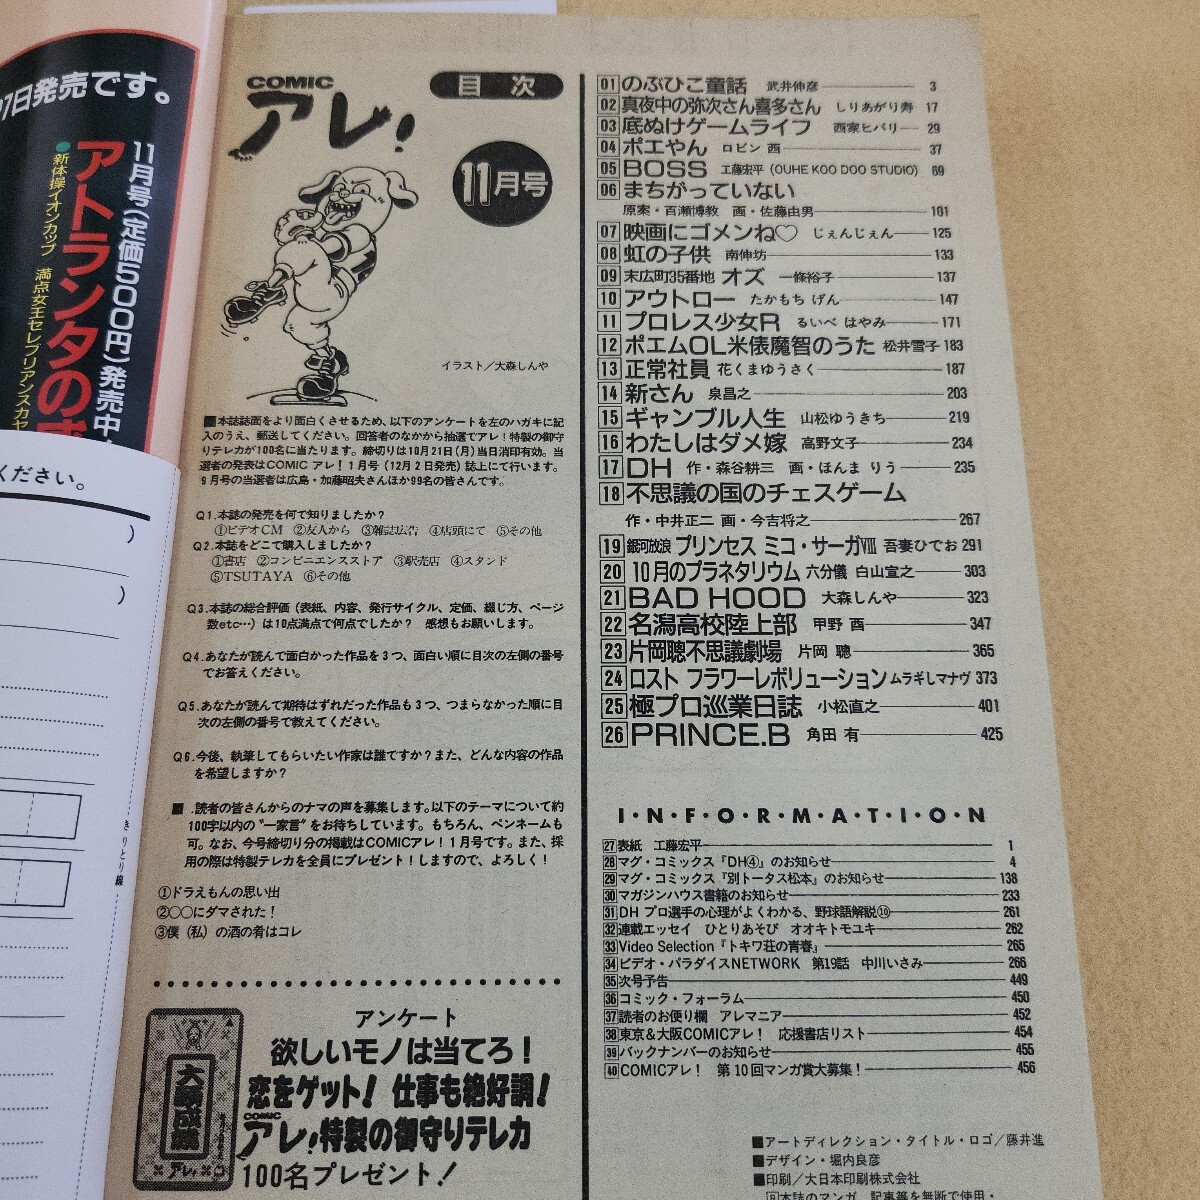 7日発売です。
11月号(定価500円)発売中
アトランタの
●新体操イオンカップ 満点女王セレブリアンスカヤ
ください。
)
)
きりとり線
COMIC
アレ!
目次
11月号
イラスト／大森しんや
■本誌誌面をより面白くさせるため、以下のアンケートを左のハガキに記
入のうえ、郵送してください。回答者のなかから抽選でアレ!特製の御守
りテレカが100名に当たります。締切りは10月21日(月)当日消印有効。当
選者の発表はCOMIC アレ!1月号(12月2日発売)誌上にて行います。
9月号の当選者は広島・加藤昭夫さんほか99名の皆さんです。
Q1.本誌の発売を何で知りましたか?
①ビデオCM ②友人から ③雑誌広告 ④店頭にて ⑤その他
Q2.本誌をどこで購入しましたか?
①書店 ②コンビニエンスストア ③駅売店 ④スタンド
⑤TSUTAYA ⑥その他
Q3.本誌の総合評価(表紙、内容、発行サイクル、定価、綴じ方、ページ
数etc…)は10点満点で何点でしたか? 感想もお願いします。
Q4.あなたが読んで面白かった作品を3つ、面白い順に目次の左側の番号
でお答えください。
Q5.あなたが読んで期待はずれだった作品も3つ、つまらなかった順に目
次の左側の番号で教えてください。
Q6.今後、執筆してもらいたい作家は誰ですか?また、どんな内容の作品
を希望しますか?
■.読者の皆さんからのナマの声を募集します。以下のテーマについて約
100字以内の“一家言”をお待ちしています。もちろん、ペンネームも
可。なお、今号締切り分の掲載はCOMICアレ!1月号です。また、採
用の際は特製テレカを全員にプレゼント!しますので、よろしく!
①ドラえもんの思い出
②〇〇にダマされた!
③僕(私)の酒の肴はコレ
アンケート
欲しいモノは当てろ!
恋をゲット! 仕事も絶好調!
COMIC
アレ!特製の御守りテレカ
100名プレゼント!
大願成就
アレ!
01 のぶひこ童話 武井伸彦 3
02 真夜中の弥次さん喜多さん しりあがり寿 17
03 底ぬけゲームライフ 西家ヒバリ 29
04 ポエやん ロビン西 37
05 BOSS 工藤宏平(OUHE KOO DOO STUDIO) 69
06 まちがっていない
原案・百瀬博教 画・佐藤由男 101
07 映画にゴメンね♡ じぇんじぇん 125
08 虹の子供 南伸坊 133
09 末広町35番地 オズ 一條裕子 137
10 アウトロー たかもち げん 147
11 プロレス少女R るいべ はやみ 171
12 ポエムOL米俵魔智のうた 松井雪子 183
13 正常社員 花くまゆうさく 187
14 新さん 泉昌之 203
15 ギャンブル人生 山松ゆうきち 219
16 わたしはダメ嫁 高野文子 234
17 DH 作・森谷耕三 画・ほんま りう 235
18 不思議の国のチェスゲーム
作・中井正二 画・今吉将之 267
19 銀河放浪 プリンセス ミコ・サーガⅧ 吾妻ひでお 291
20 10月のプラネタリウム 六分儀 白山宣之 303
21 BAD HOOD 大森しんや 323
22 名潟高校陸上部 甲野 酉 347
23 片岡聰不思議劇場 片岡 聰 365
24 ロスト フラワーレボリューション ムラギしマナヴ 373
25 極プロ巡業日誌 小松直之 401
26 PRINCE.B 角田 有 425
I・N・F・O・R・M・A・T・I・O・N
27 表紙 工藤宏平 1
28 マグ・コミックス『DH④』のお知らせ 4
29 マグ・コミックス『別トータス松本』のお知らせ 138
30 マガジンハウス書籍のお知らせ 233
31 DH プロ選手の心理がよくわかる、野球語解説⑩ 261
32 連載エッセイ ひとりあそび オオキトモユキ 262
33 Video Selection『トキワ荘の青春』 265
34 ビデオ・パラダイスNETWORK 第19話 中川いさみ 266
35 次号予告 449
36 コミック・フォーラム 450
37 読者のお便り欄 アレマニア 452
38 東京&大阪COMICアレ! 応援書店リスト 454
39 バックナンバーのお知らせ 455
40 COMICアレ! 第10回マンガ賞大募集! 456
■アートディレクション・タイトル・ロゴ／藤井進
■デザイン・堀内良彦
■印刷／大日本印刷株式会社
回本誌のマンガ、記事等を無断で使用・